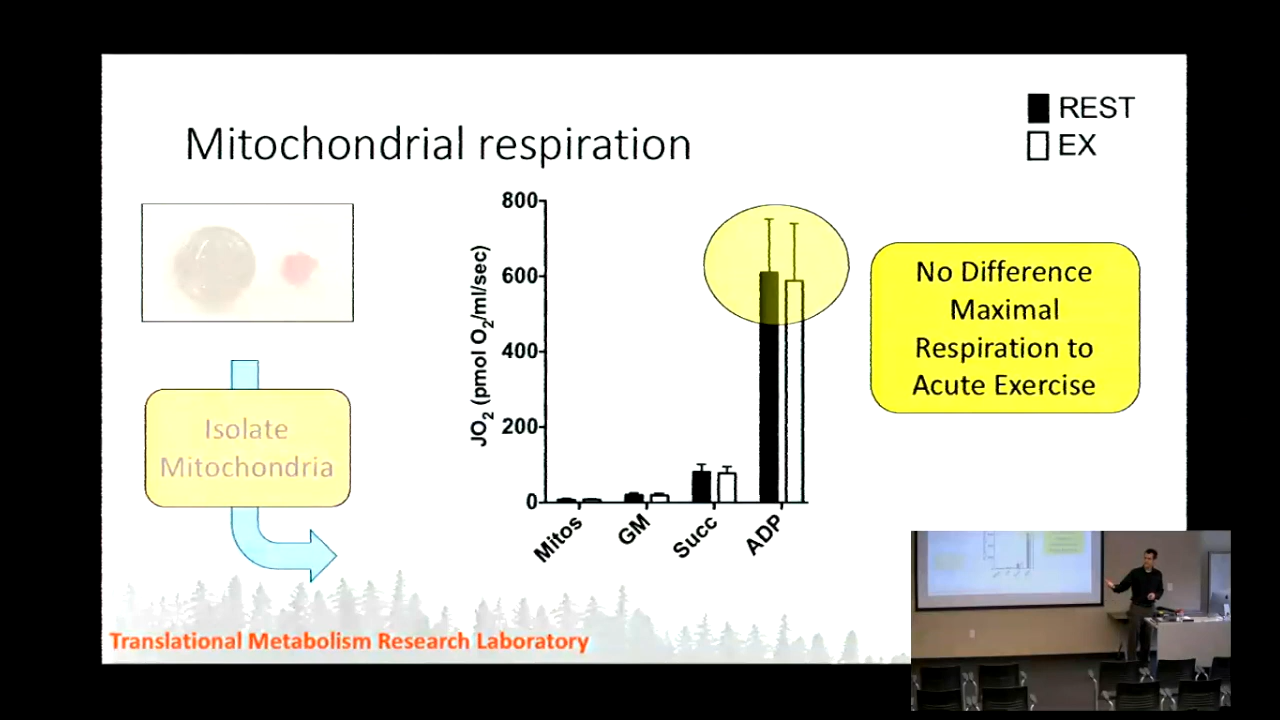 Mitochondrial respiration
REST
EX
Isolate
Mitochondria
JO2 (pmol O2/ml/sec)
800
600
400
200
0
Mitos
GM
Succ
ADP
No Difference
Maximal
Respiration to
Acute Exercise
Translational Metabolism Research Laboratory